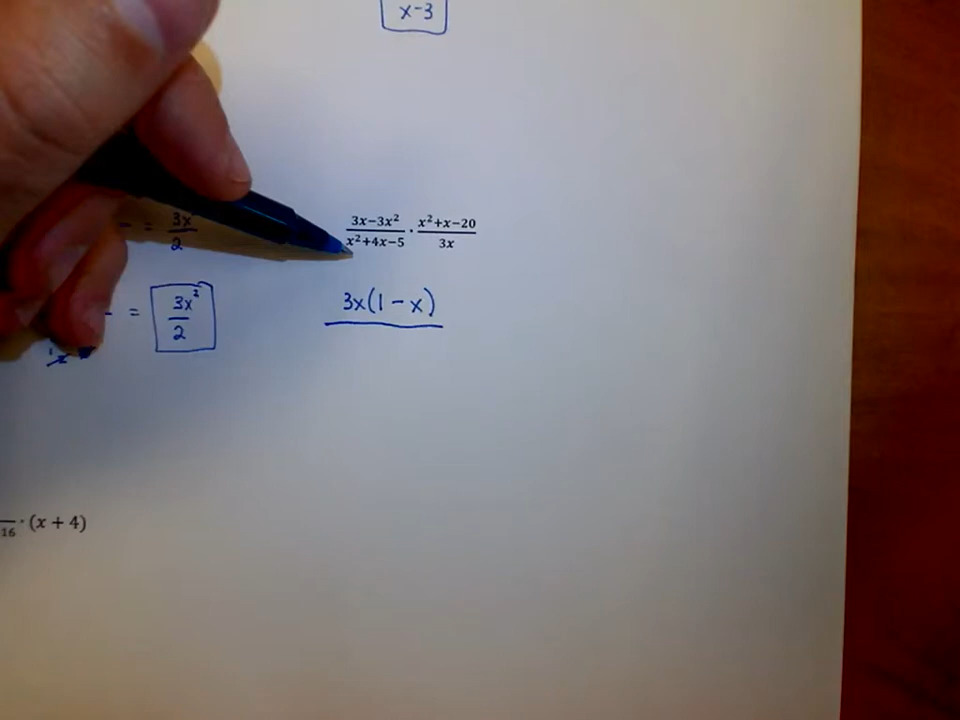 x-3
= 3x/2
(3x-3x²)/(x²+4x-5) · (x²+x-20)/3x
= 3x²/2
3x(1-x)
16 · (x + 4)